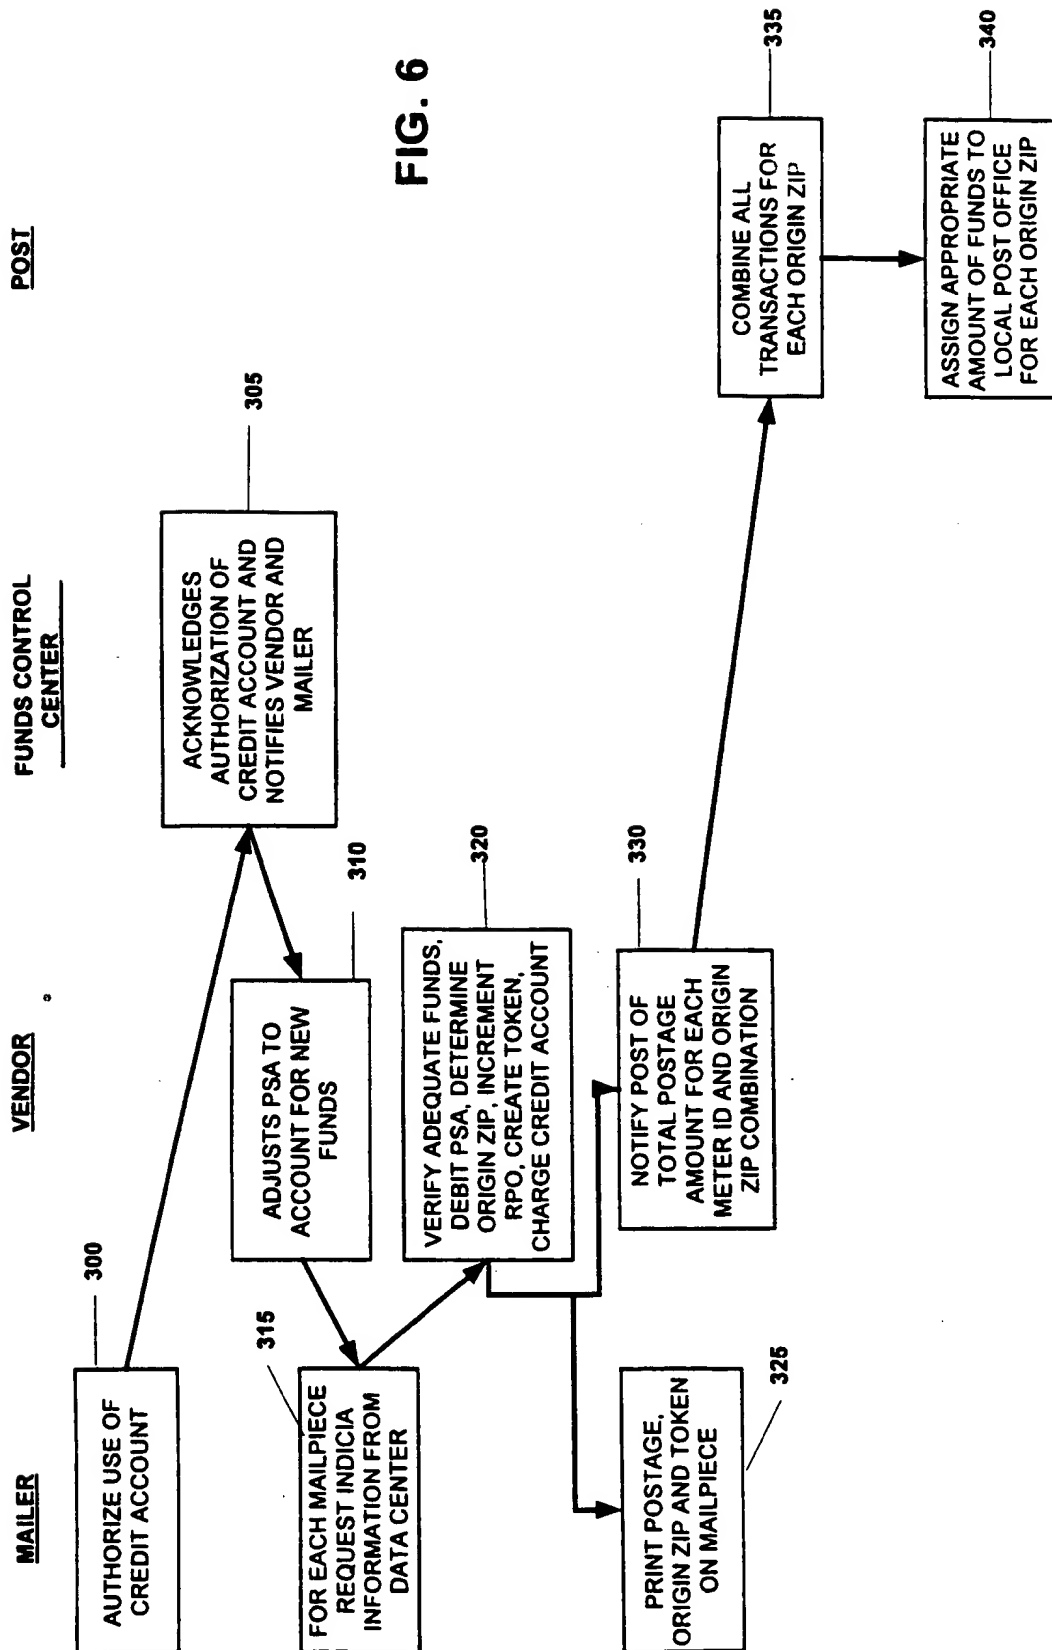 MAILER
VENDOR
FUNDS CONTROL
CENTER
POST
300
AUTHORIZE USE OF
CREDIT ACCOUNT
305
ACKNOWLEDGES
AUTHORIZATION OF
CREDIT ACCOUNT AND
NOTIFIES VENDOR AND
MAILER
310
ADJUSTS PSA TO
ACCOUNT FOR NEW
FUNDS
315
FOR EACH MAILPIECE
REQUEST INDICIA
INFORMATION FROM
DATA CENTER
320
VERIFY ADEQUATE FUNDS,
DEBIT PSA, DETERMINE
ORIGIN ZIP, INCREMENT
RPO, CREATE TOKEN,
CHARGE CREDIT ACCOUNT
325
PRINT POSTAGE,
ORIGIN ZIP AND TOKEN
ON MAILPIECE
330
NOTIFY POST OF
TOTAL POSTAGE
AMOUNT FOR EACH
METER ID AND ORIGIN
ZIP COMBINATION
335
COMBINE ALL
TRANSACTIONS FOR
EACH ORIGIN ZIP
340
ASSIGN APPROPRIATE
AMOUNT OF FUNDS TO
LOCAL POST OFFICE
FOR EACH ORIGIN ZIP
FIG. 6